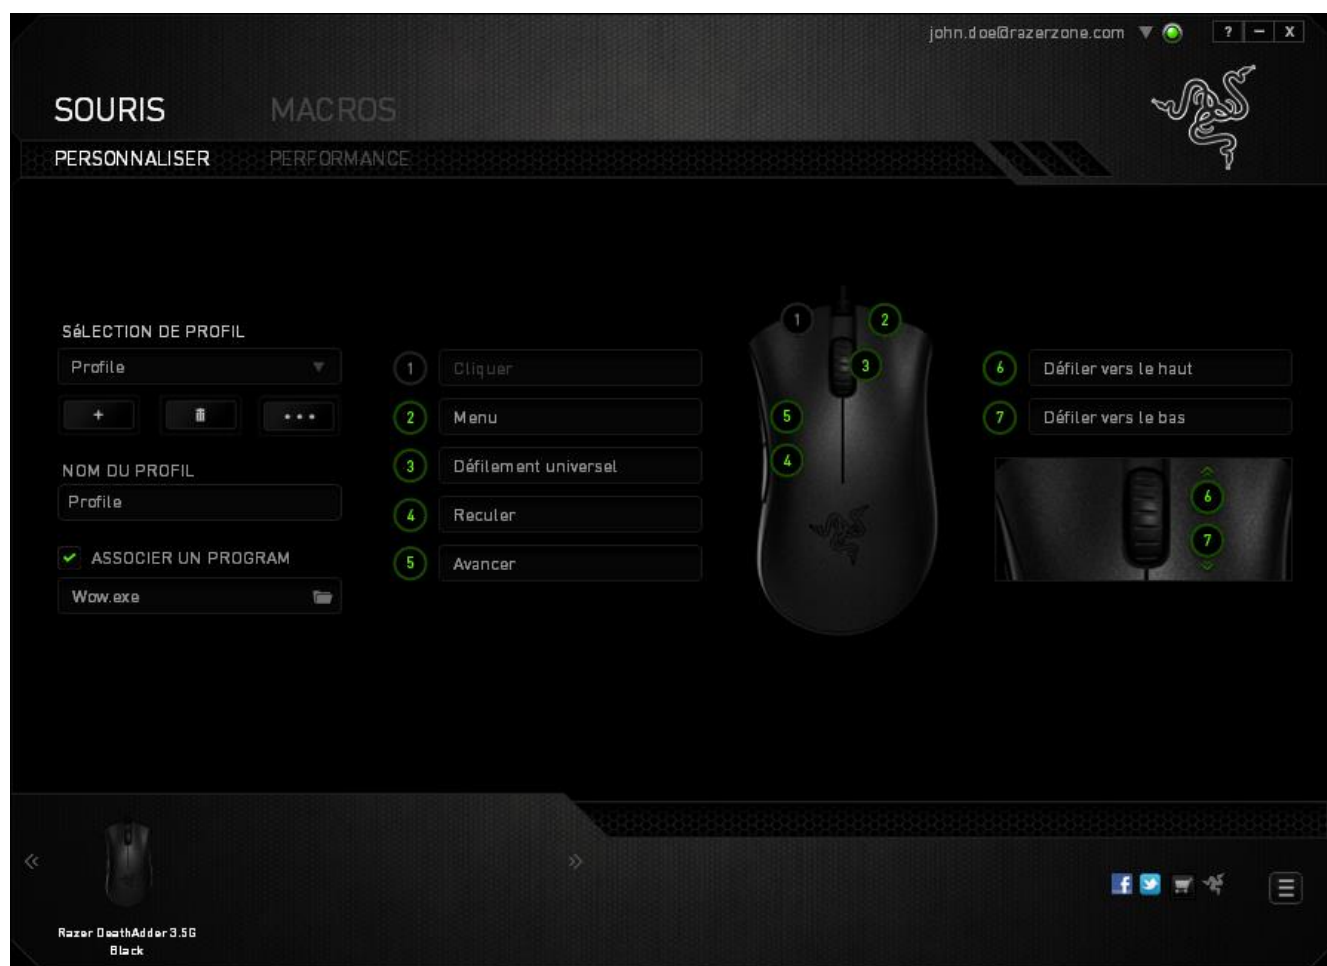 john.doe@razerzone.com
? – X
SOURIS MACROS
PERSONNALISER PERFORMANCE
SéLECTION DE PROFIL
Profile
+ •••
NOM DU PROFIL
Profile
ASSOCIER UN PROGRAM
Wow.exe
1 Cliquer
2 Menu
3 Défilement universel
4 Reculer
5 Avancer
1
2
3
5
4
6 Défiler vers le haut
7 Défiler vers le bas
6
7
« »
Razer DeathAdder 3.5G
Black
f